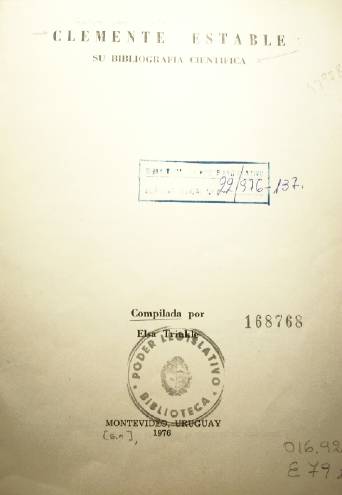 CLEMENTE ESTABLE
SU BIBLIOGRAFIA CIENTIFICA
22/976-137.
Compilada por
Elsa Trinkle
168768
PODER LEGISLATIVO
BIBLIOTECA
MONTEVIDEO, URUGUAY
[s.n],
1976
016.92
E79